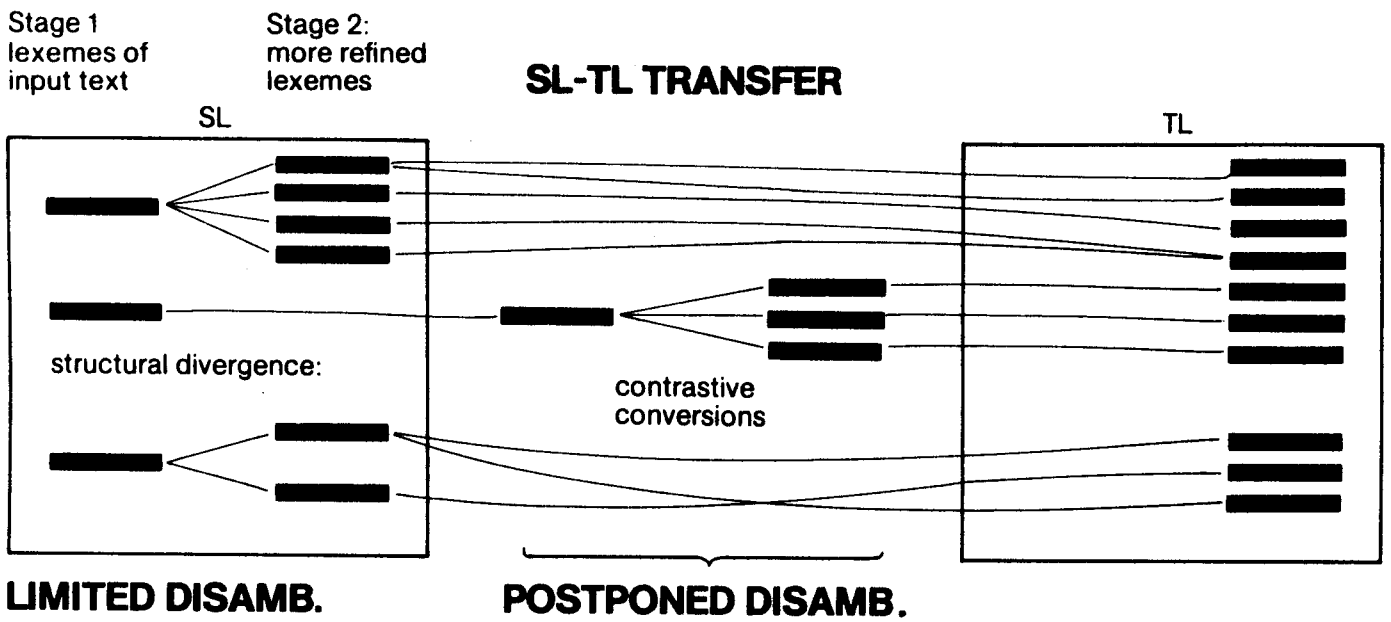 Stage 1
lexemes of
input text
Stage 2:
more refined
lexemes
SL-TL TRANSFER
SL
TL
structural divergence:
contrastive
conversions
LIMITED DISAMB.
POSTPONED DISAMB.